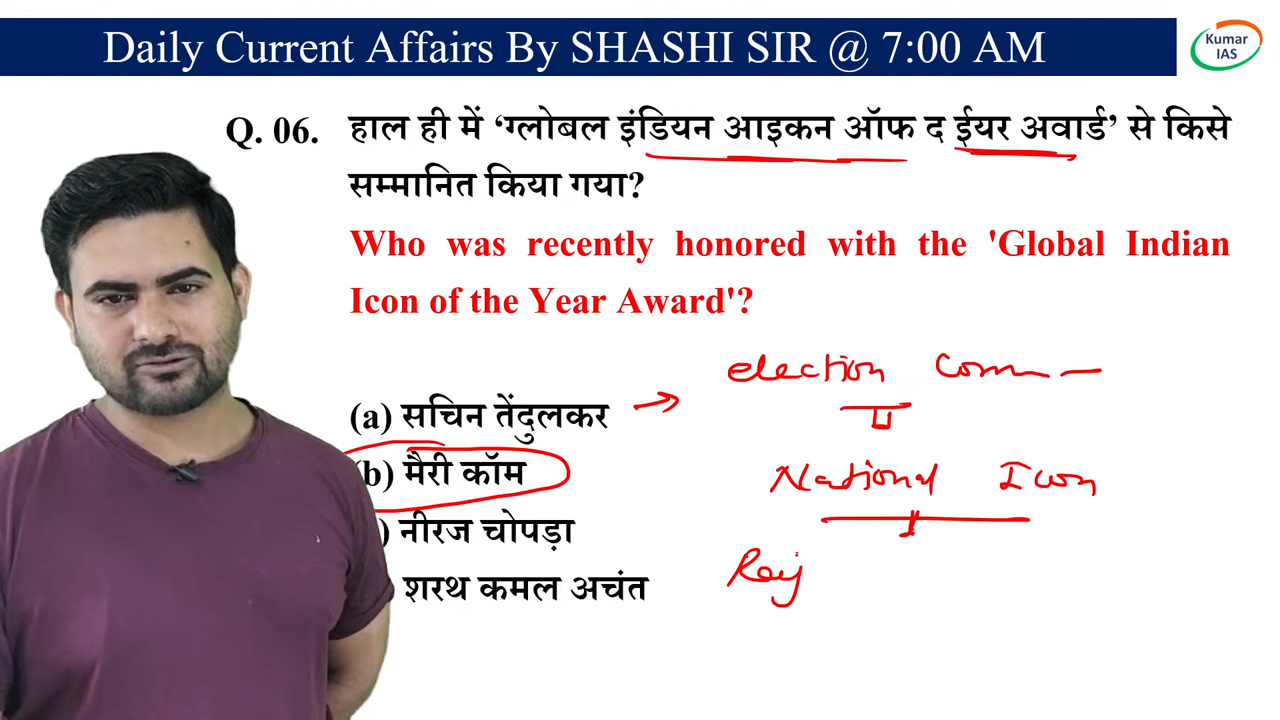 Daily Current Affairs By SHASHI SIR @ 7:00 AM
Kumar
IAS
Q. 06. हाल ही में ‘ग्लोबल इंडियन आइकन ऑफ द ईयर अवार्ड’ से किसे
सम्मानित किया गया?
Who was recently honored with the 'Global Indian
Icon of the Year Award'?
election Comm
(a) सचिन तेंदुलकर
(b) मैरी कॉम
National Icon
) नीरज चोपड़ा
शरथ कमल अचंत
Raj